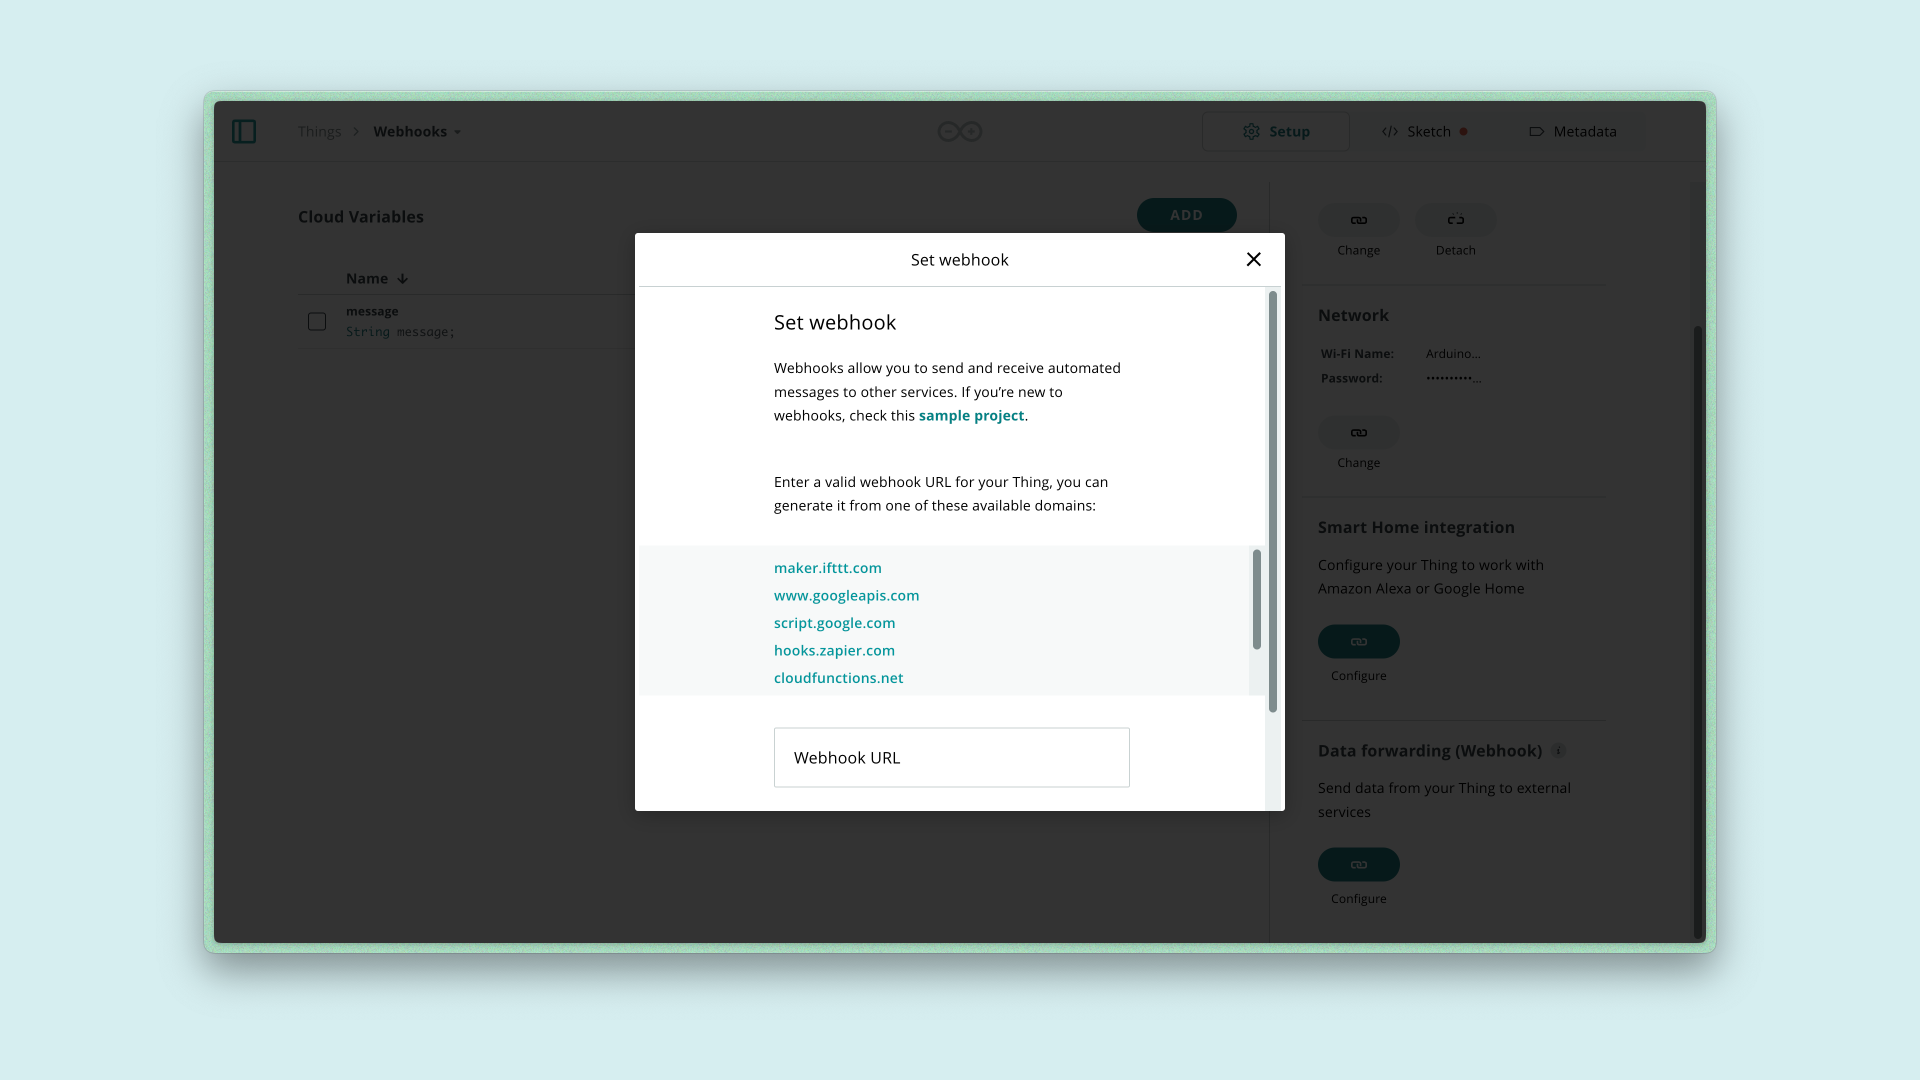 Things > Webhooks
Setup
</> Sketch
Metadata
Cloud Variables
ADD
Name ↓
message
String message;
Set webhook
Set webhook
Webhooks allow you to send and receive automated
messages to other services. If you're new to
webhooks, check this sample project.
Enter a valid webhook URL for your Thing, you can
generate it from one of these available domains:
maker.ifttt.com
www.googleapis.com
script.google.com
hooks.zapier.com
cloudfunctions.net
Webhook URL
Change
Detach
Network
Wi-Fi Name: Arduino...
Password: ••••••••••...
Change
Smart Home integration
Configure your Thing to work with
Amazon Alexa or Google Home
Configure
Data forwarding (Webhook) i
Send data from your Thing to external
services
Configure